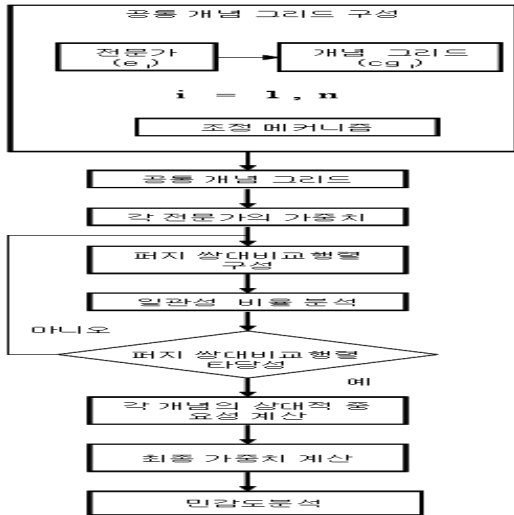 공통 개념 그리드 구성
전문가
(e i)
개념 그리드
(cg i)
i = 1, n
조정 메커니즘
공통 개념 그리드
각 전문가의 가중치
퍼지 쌍대비교행렬
구성
일관성 비율 분석
아니오
퍼지 쌍대비교행렬
타당성
예
각 개념의 상대적 중
요성 계산
최종 가중치 계산
민감도분석